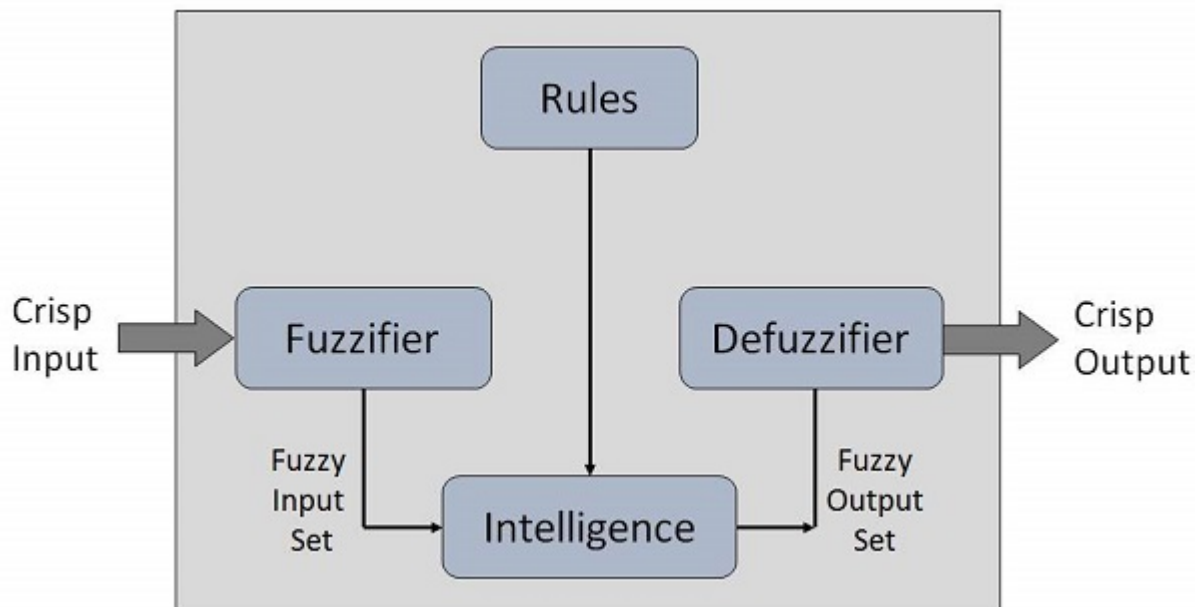 Rules
Crisp
Input
Fuzzifier
Defuzzifier
Crisp
Output
Fuzzy
Input
Set
Intelligence
Fuzzy
Output
Set